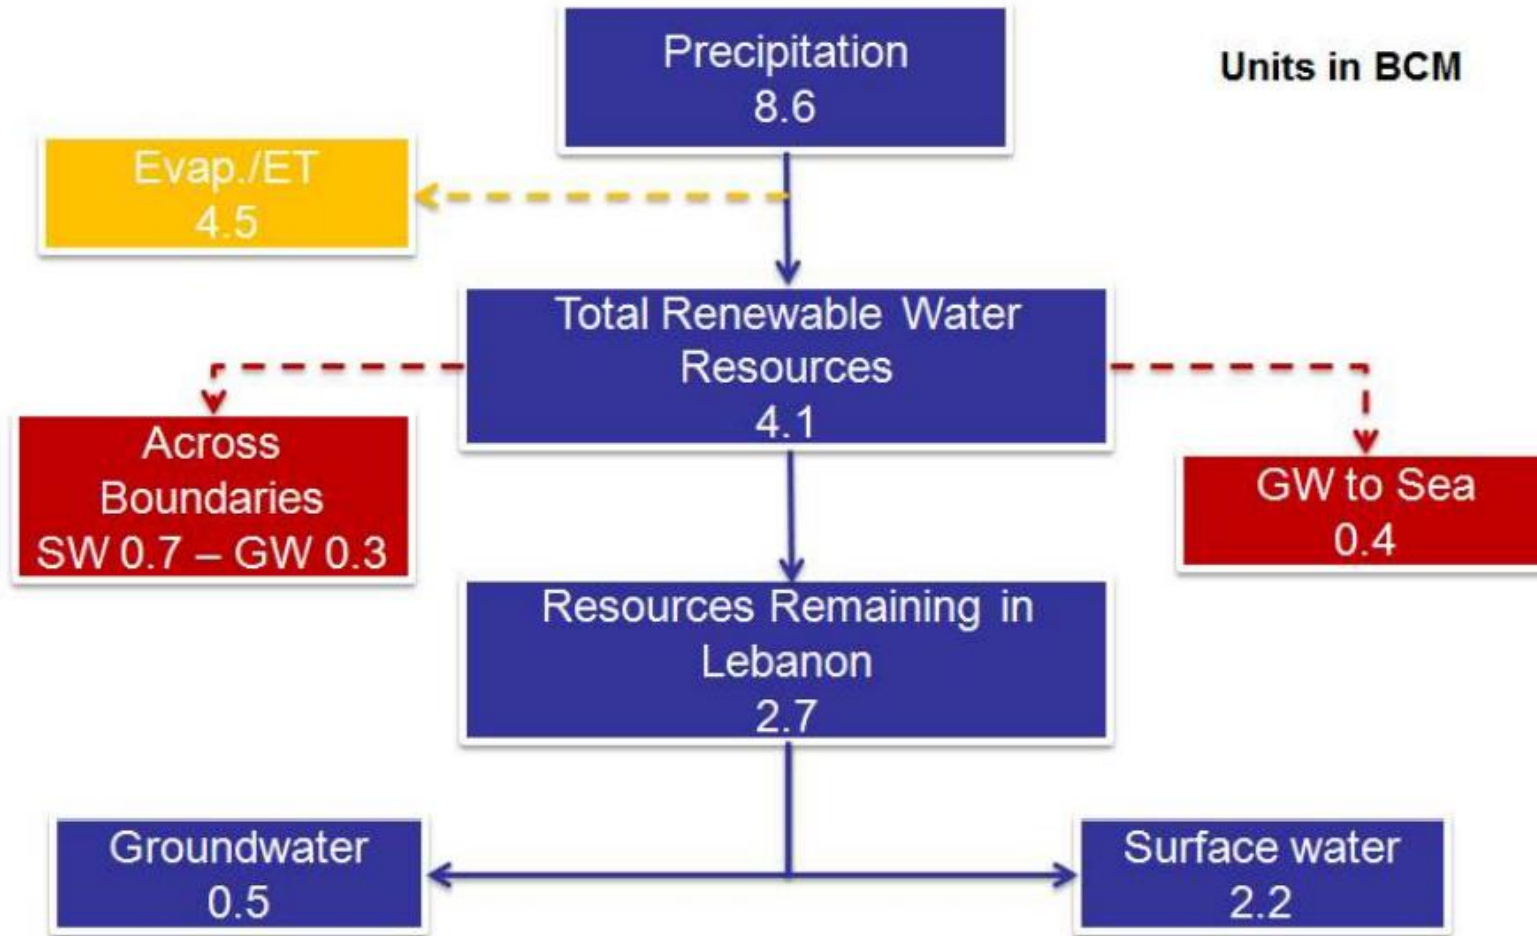 Precipitation
8.6
Units in BCM
Evap./ET
4.5
Total Renewable Water
Resources
4.1
Across
Boundaries
SW 0.7 – GW 0.3
GW to Sea
0.4
Resources Remaining in
Lebanon
2.7
Groundwater
0.5
Surface water
2.2